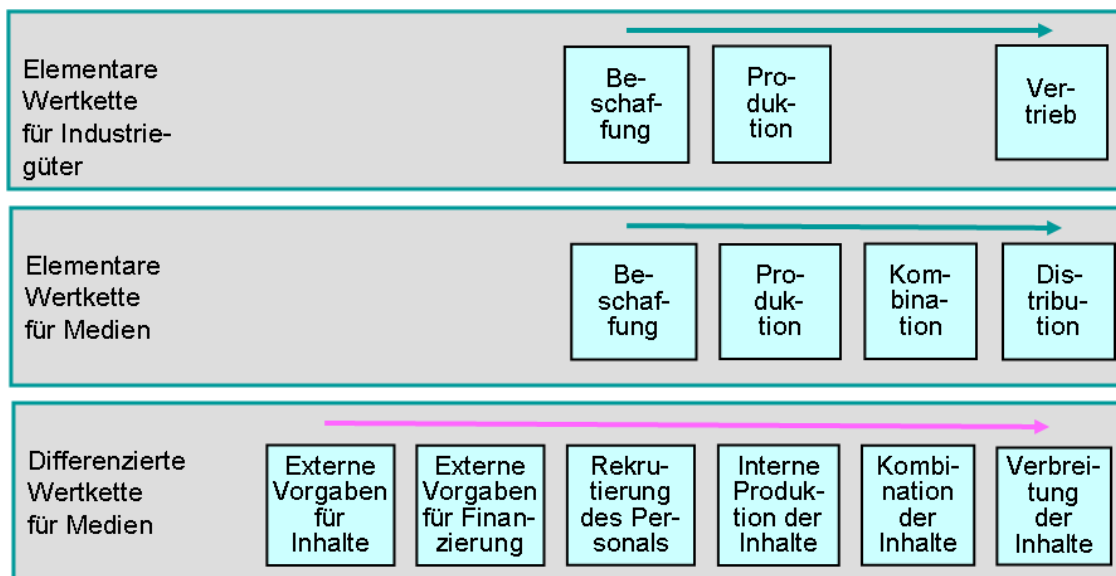 Elementare
Wertkette
für Industrie-
güter
Be-
schaf-
fung
Pro-
duk-
tion
Ver-
trieb
Elementare
Wertkette
für Medien
Be-
schaf-
fung
Pro-
duk-
tion
Kom-
bina-
tion
Dis-
tribu-
tion
Differenzierte
Wertkette
für Medien
Externe
Vorgaben
für
Inhalte
Externe
Vorgaben
für Finan-
zierung
Rekru-
tierung
des Per-
sonals
Interne
Produk-
tion der
Inhalte
Kombi-
nation
der
Inhalte
Verbrei-
tung
der
Inhalte